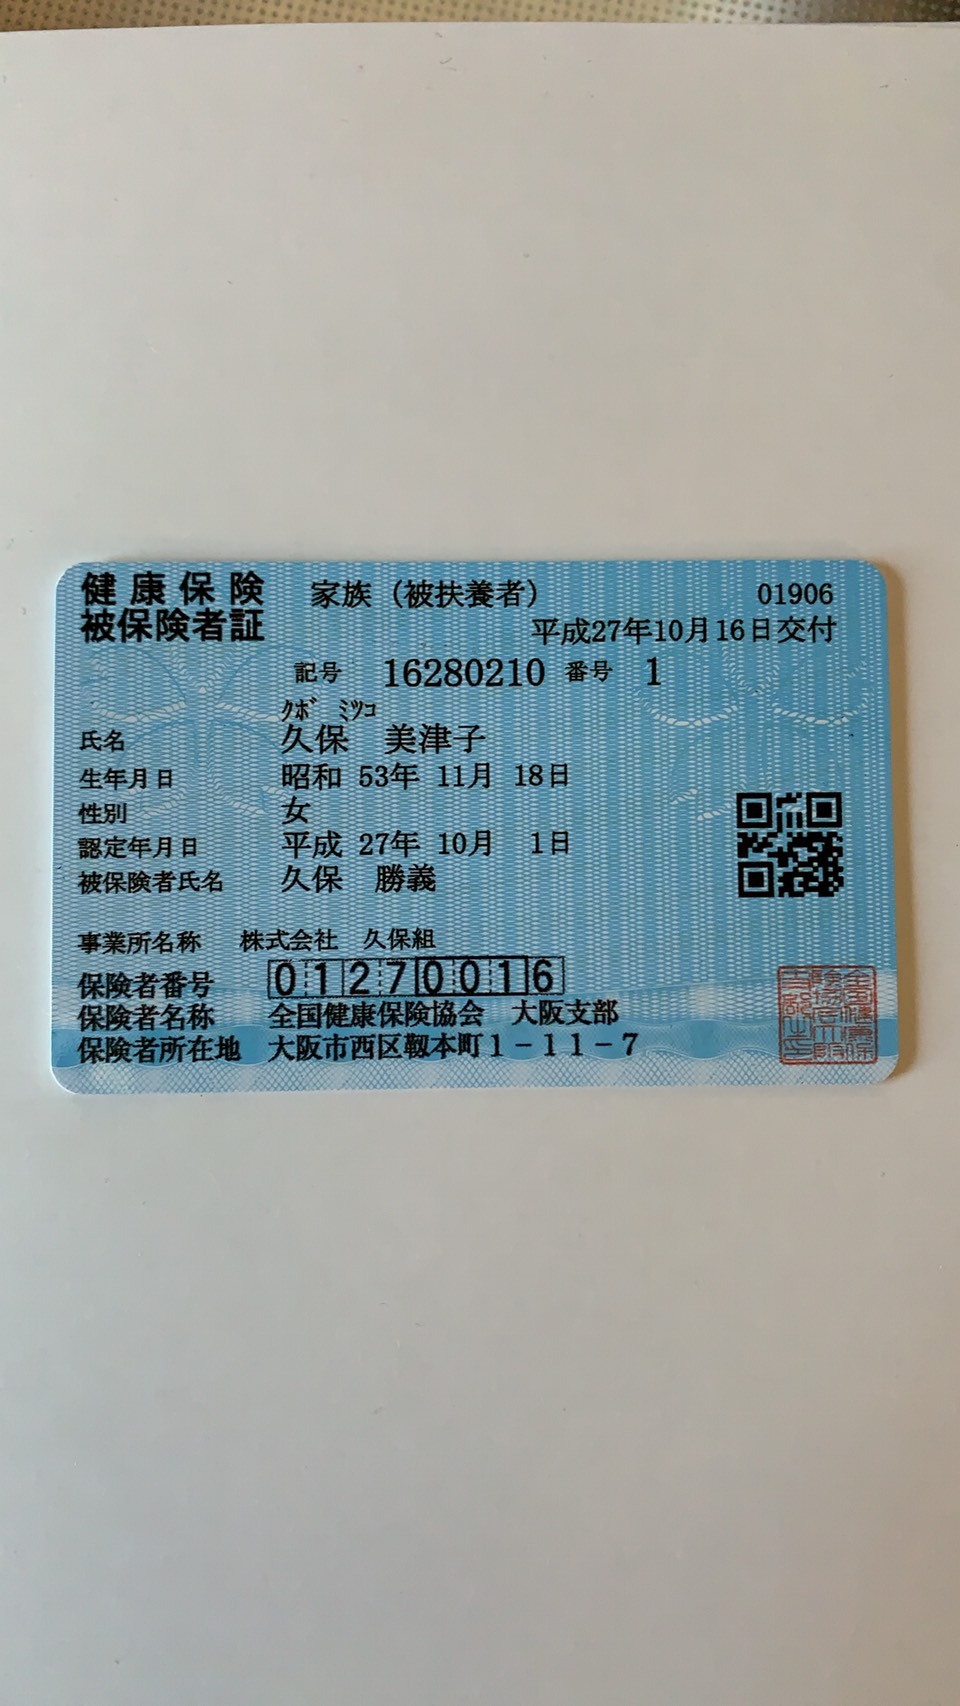 健康保険 家族（被扶養者） 01906
被保険者証 平成27年10月16日交付
記号 16280210 番号 1
ｸﾎﾞ ﾐﾂｺ
氏名 久保 美津子
生年月日 昭和 53年 11月 18日
性別 女
認定年月日 平成 27年 10月 1日
被保険者氏名 久保 勝義
事業所名称 株式会社 久保組
保険者番号 01270016
保険者名称 全国健康保険協会 大阪支部
保険者所在地 大阪市西区靱本町１－１１－７